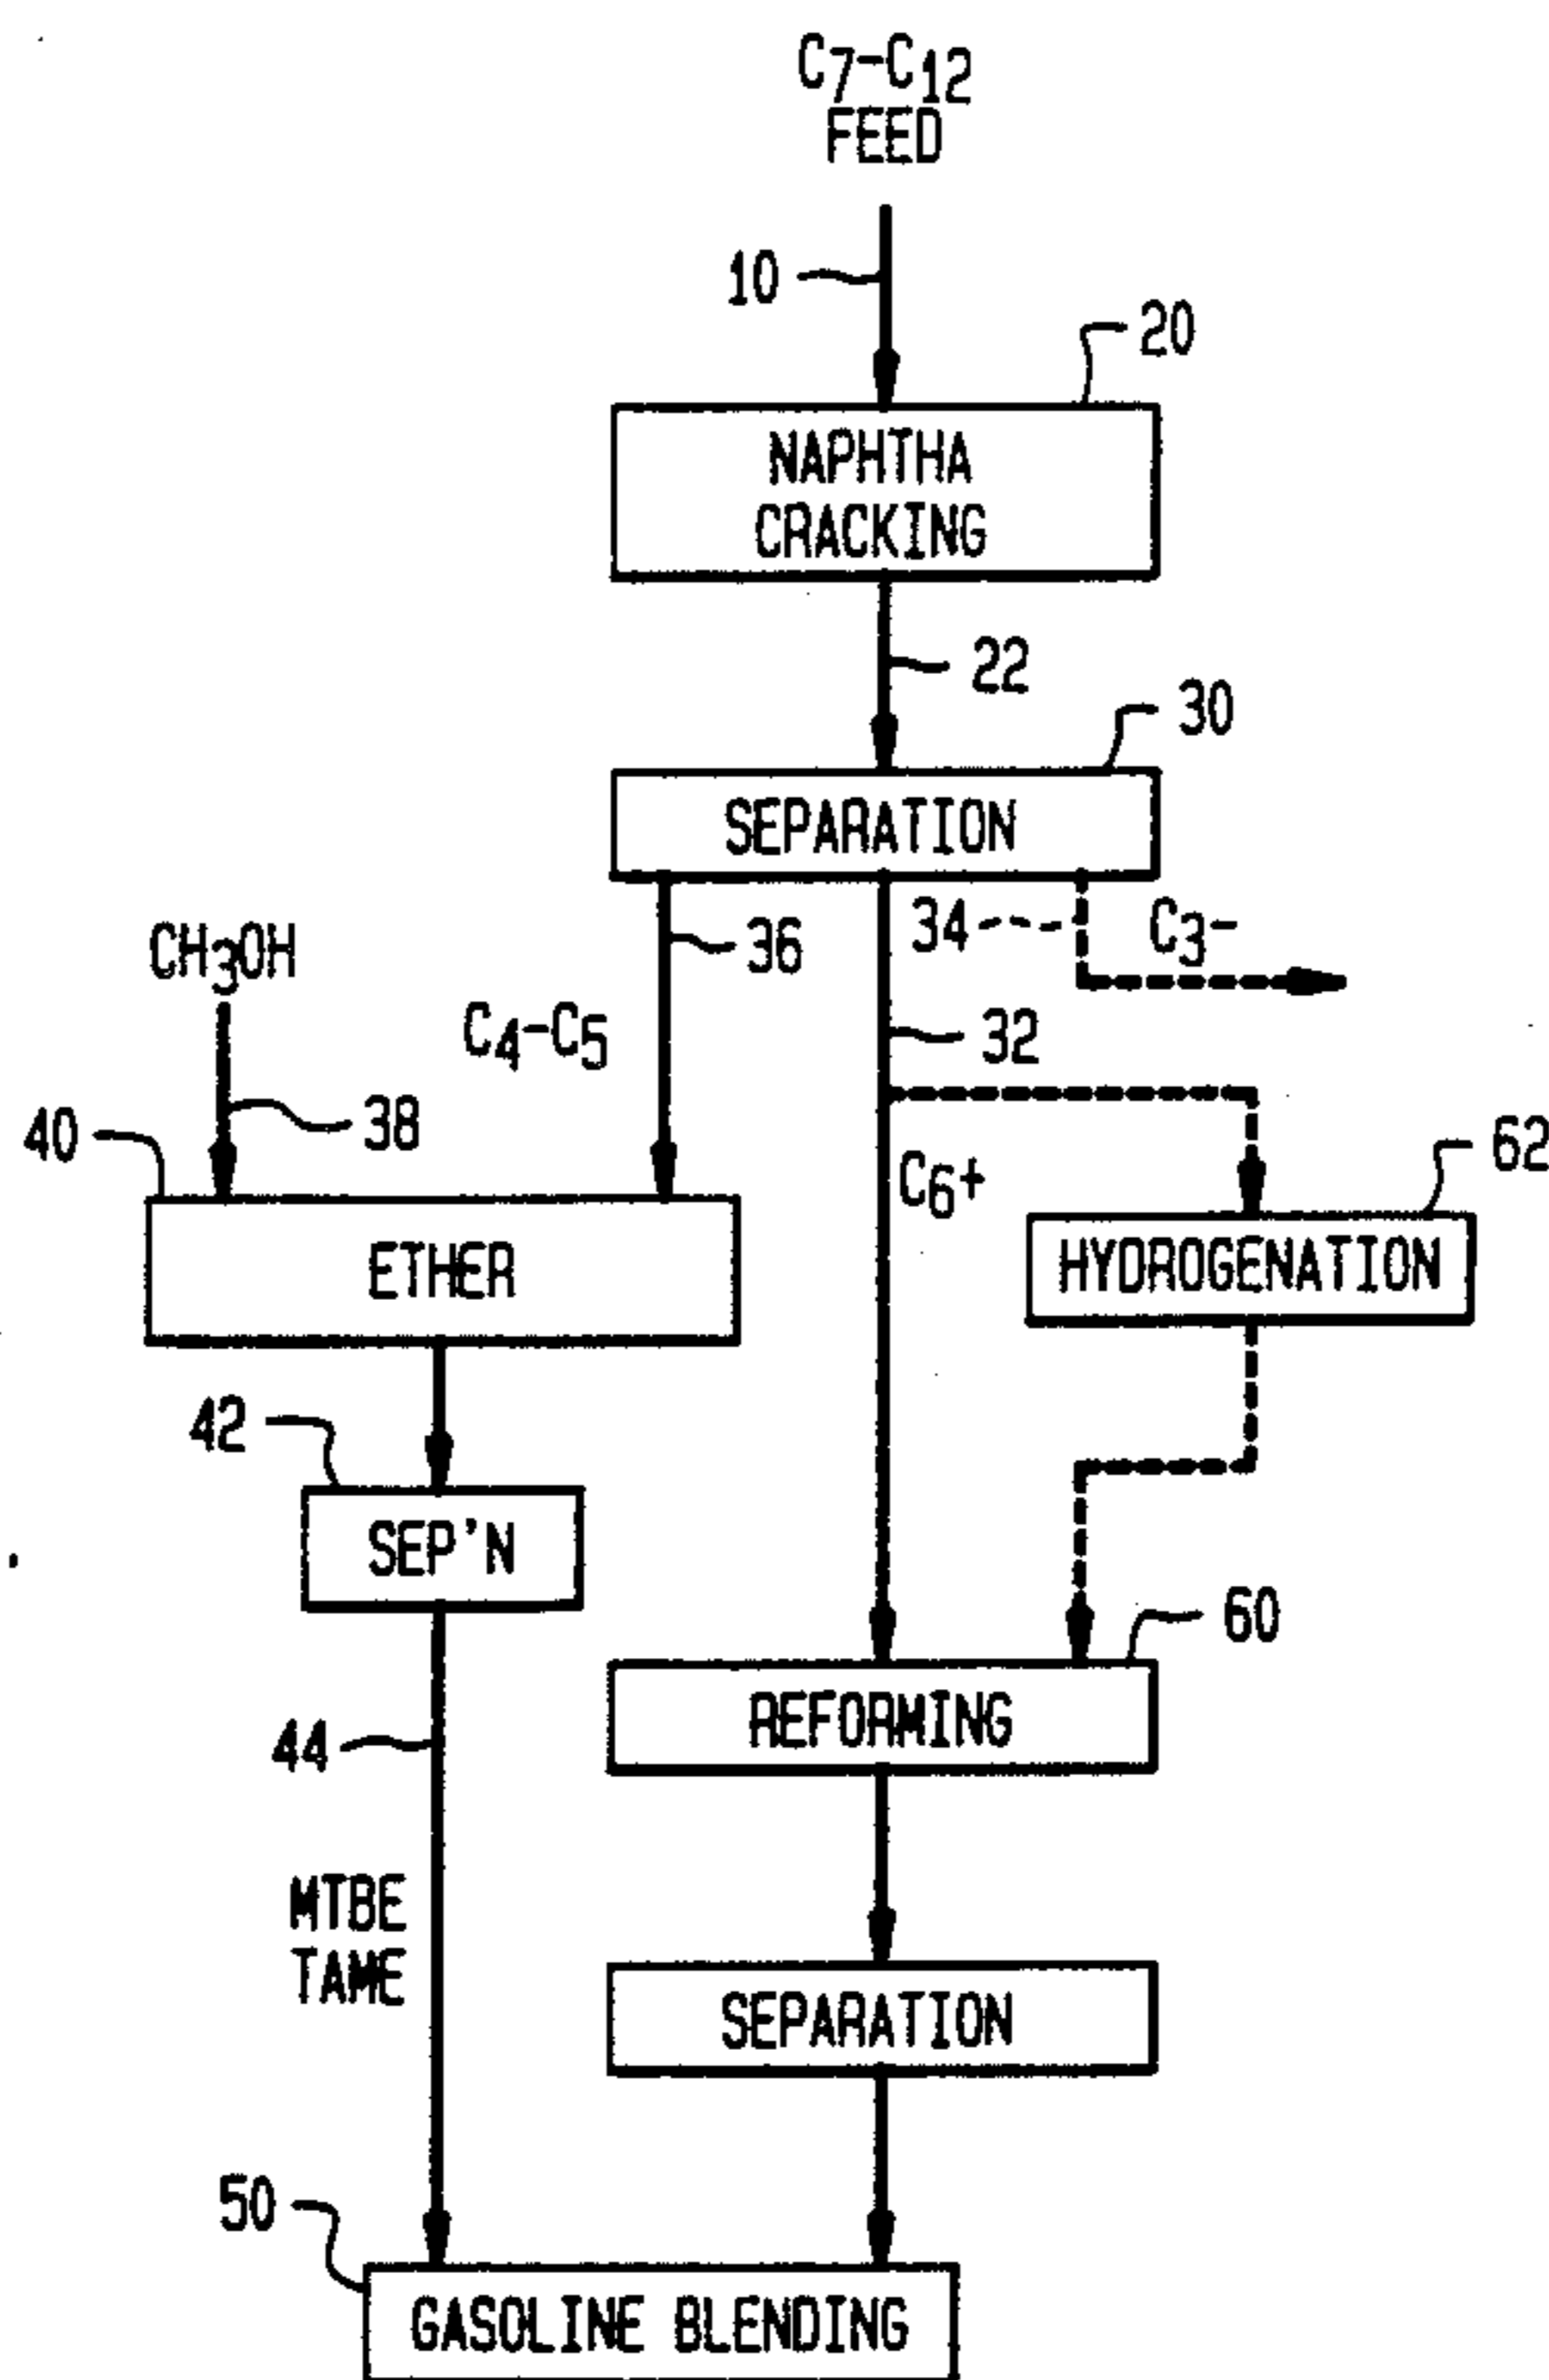 C7-C12
FEED
10
20
NAPHTHA
CRACKING
22
30
SEPARATION
34
C3-
36
CH3OH
C4-C5
32
38
40
62
C6+
ETHER
HYDROGENATION
42
SEP'N
60
REFORMING
44
MTBE
TAME
SEPARATION
50
GASOLINE BLENDING